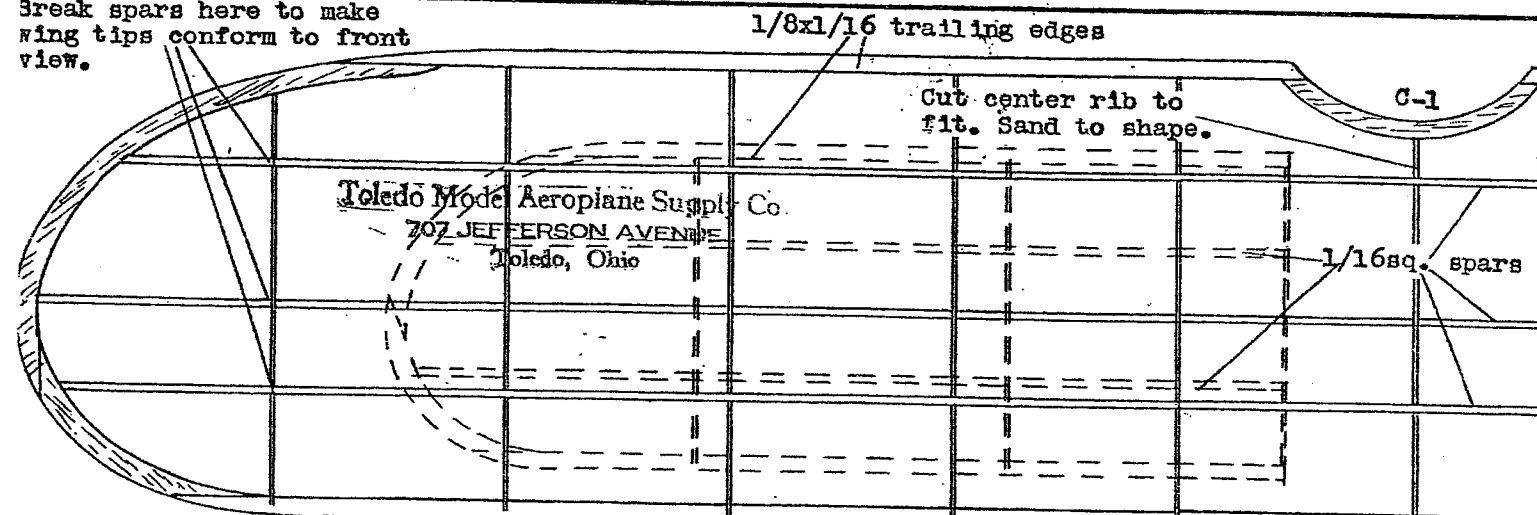 Break spars here to make
wing tips conform to front
view.
1/8x1/16 trailing edges
Cut center rib to
fit. Sand to shape.
C-1
Toledo Model Aeroplane Supply Co.
707 JEFFERSON AVENUE
Toledo, Ohio
1/16sq. spars